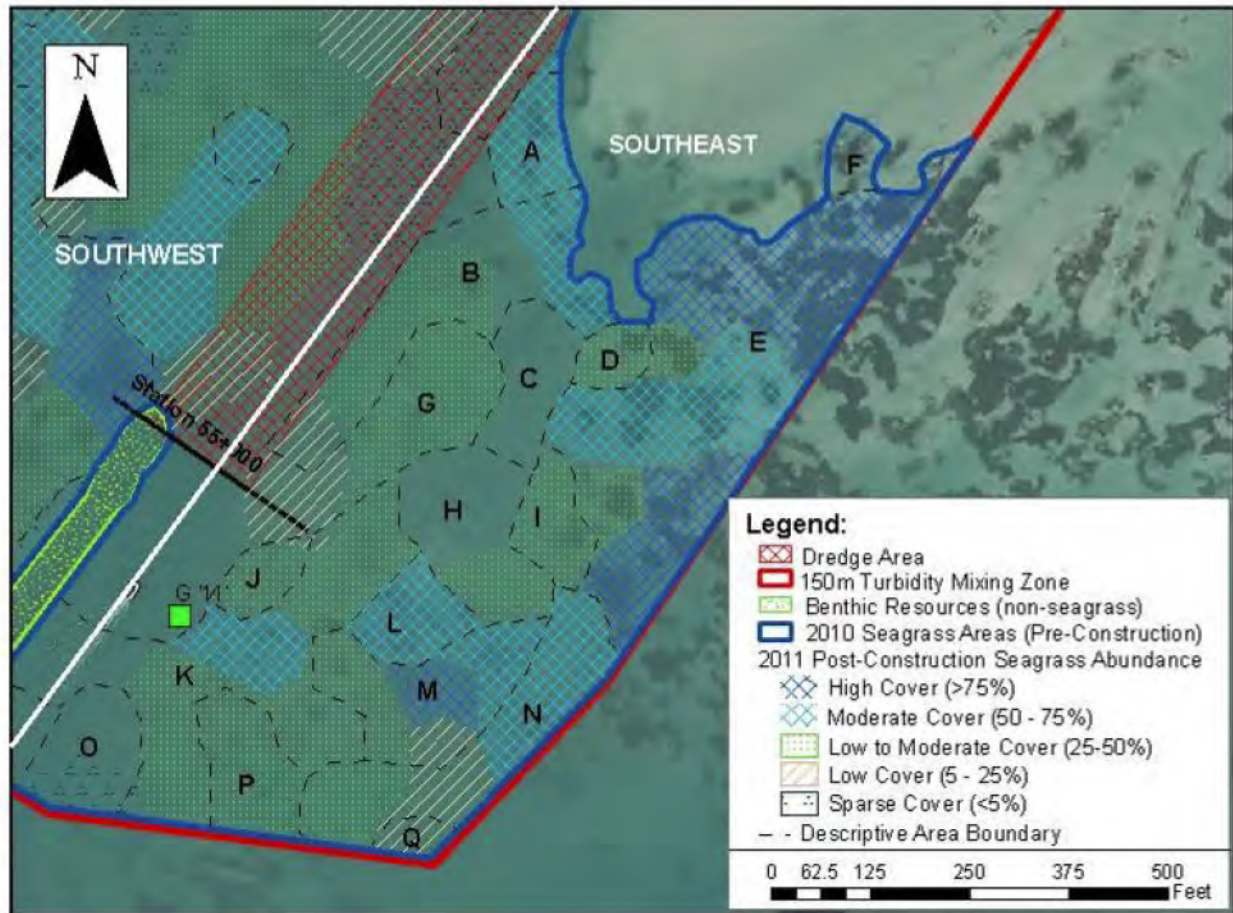 N
SOUTHEAST
SOUTHWEST
A
F
B
E
D
C
G
Station 55+000
H
I
J
G "1"
L
K
M
N
O
P
Q
Legend:
Dredge Area
150m Turbidity Mixing Zone
Benthic Resources (non-seagrass)
2010 Seagrass Areas (Pre-Construction)
2011 Post-Construction Seagrass Abundance
High Cover (>75%)
Moderate Cover (50 - 75%)
Low to Moderate Cover (25-50%)
Low Cover (5 - 25%)
Sparse Cover (<5%)
- - Descriptive Area Boundary
0 62.5 125 250 375 500
Feet